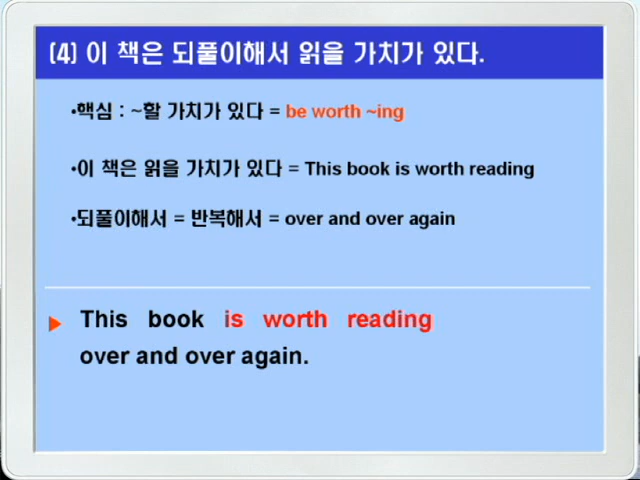 (4) 이 책은 되풀이해서 읽을 가치가 있다.
•핵심 : ~할 가치가 있다 = be worth ~ing
•이 책은 읽을 가치가 있다 = This book is worth reading
•되풀이해서 = 반복해서 = over and over again
This book is worth reading
over and over again.